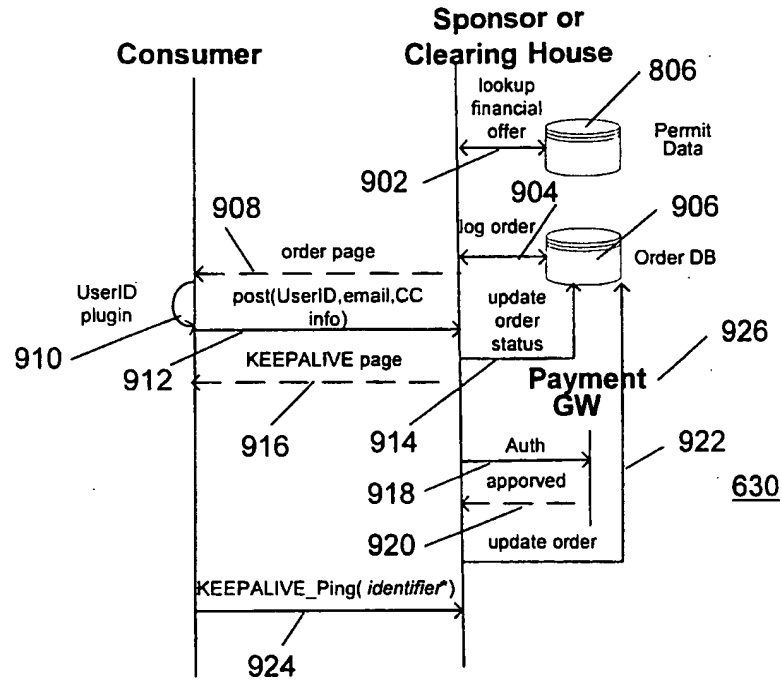 Consumer
Sponsor or
Clearing House
lookup
financial
offer
806
Permit
Data
902
904
908
906
log order
order page
Order DB
UserID
plugin
post(UserID,email,CC
info)
update
order
status
910
912
KEEPALIVE page
926
Payment
GW
916
914
922
Auth
918
apporved
630
920
update order
KEEPALIVE_Ping( identifier*)
924